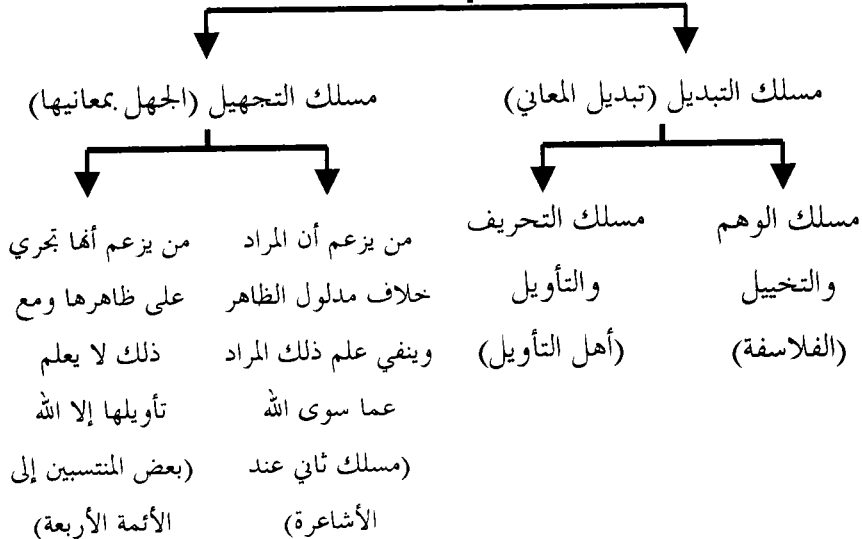 مسلك التبديل (تبديل المعاني)
مسلك التجهيل (الجهل بمعانيها)
مسلك الوهم
والتخييل
(الفلاسفة)
مسلك التحريف
والتأويل
(أهل التأويل)
من يزعم أن المراد
خلاف مدلول الظاهر
وينفي علم ذلك المراد
عما سوى الله
(مسلك ثاني عند
الأشاعرة)
من يزعم أنها تجري
على ظاهرها ومع
ذلك لا يعلم
تأويلها إلا الله
(بعض المنتسبين إلى
الأئمة الأربعة)